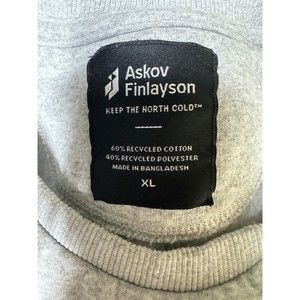 Askov
Finlayson
KEEP THE NORTH COLD™
60% RECYCLED COTTON
40% RECYCLED POLYESTER
MADE IN BANGLADESH
XL